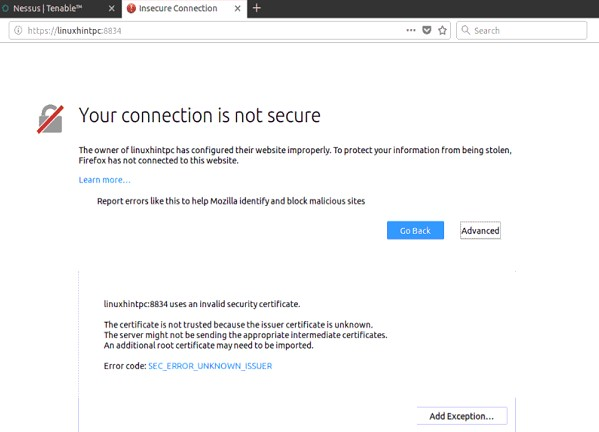 Nessus | Tenable™
Insecure Connection
https://linuxhintpc:8834
Search
Your connection is not secure
The owner of linuxhintpc has configured their website improperly. To protect your information from being stolen,
Firefox has not connected to this website.
Learn more…
Report errors like this to help Mozilla identify and block malicious sites
Go Back
Advanced
linuxhintpc:8834 uses an invalid security certificate.
The certificate is not trusted because the issuer certificate is unknown.
The server might not be sending the appropriate intermediate certificates.
An additional root certificate may need to be imported.
Error code: SEC_ERROR_UNKNOWN_ISSUER
Add Exception…